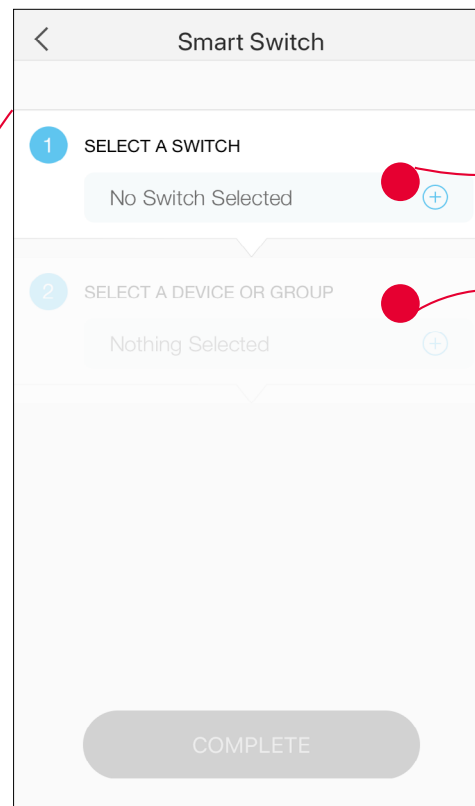 Smart Switch
1
SELECT A SWITCH
No Switch Selected
2
SELECT A DEVICE OR GROUP
Nothing Selected
COMPLETE